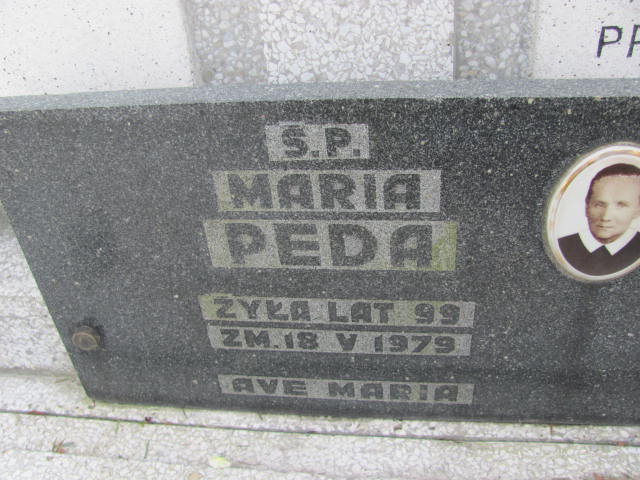 Ś.P.
MARIA
PEDA
ŻYŁA LAT 99
ZM. 18 V 1979
AVE MARIA